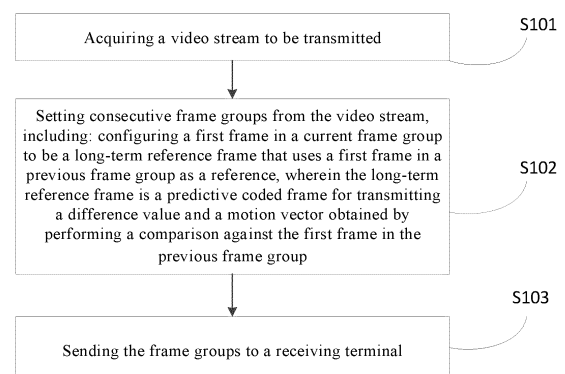 Acquiring a video stream to be transmitted
S101
Setting consecutive frame groups from the video stream,
including: configuring a first frame in a current frame group
to be a long-term reference frame that uses a first frame in a
previous frame group as a reference, wherein the long-term
reference frame is a predictive coded frame for transmitting
a difference value and a motion vector obtained by
performing a comparison against the first frame in the
previous frame group
S102
Sending the frame groups to a receiving terminal
S103